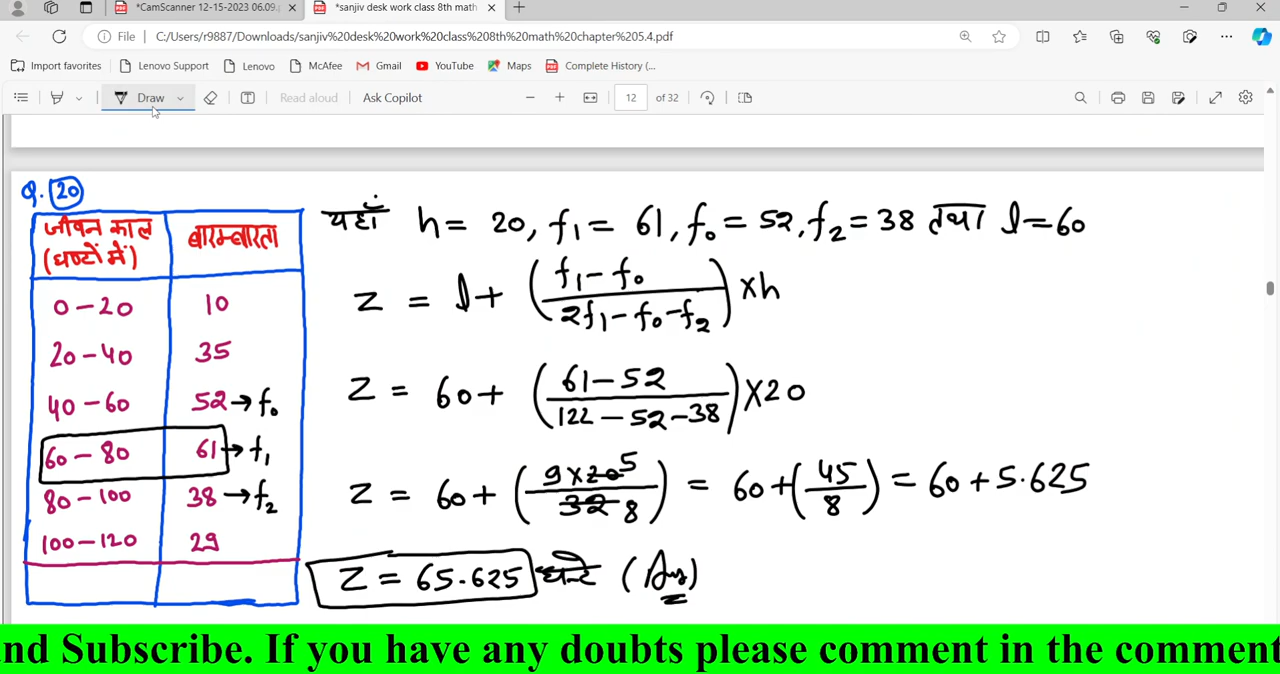 *CamScanner 12-15-2023 06.09.
*sanjiv desk work class 8th math
File C:/Users/r9887/Downloads/sanjiv%20desk%20work%20class%208th%20math%20chapter%205.4.pdf
Import favorites Lenovo Support Lenovo McAfee Gmail YouTube Maps Complete History (...
Draw Read aloud Ask Copilot 12 of 32
Q. 20
जीवन काल (घण्टों में) बारम्बारता
0-20 10
20-40 35
40-60 52 → f₀
60-80 61 → f₁
80-100 38 → f₂
100-120 29
यहाँ h = 20, f₁ = 61, f₀ = 52, f₂ = 38 तथा l = 60
Z = l + (f₁ - f₀ / 2f₁ - f₀ - f₂) × h
Z = 60 + (61 - 52 / 122 - 52 - 38) × 20
Z = 60 + (9 × 20 5 / 32 8) = 60 + (45 / 8) = 60 + 5.625
Z = 65.625 घण्टे (Ans)
nd Subscribe. If you have any doubts please comment in the comment